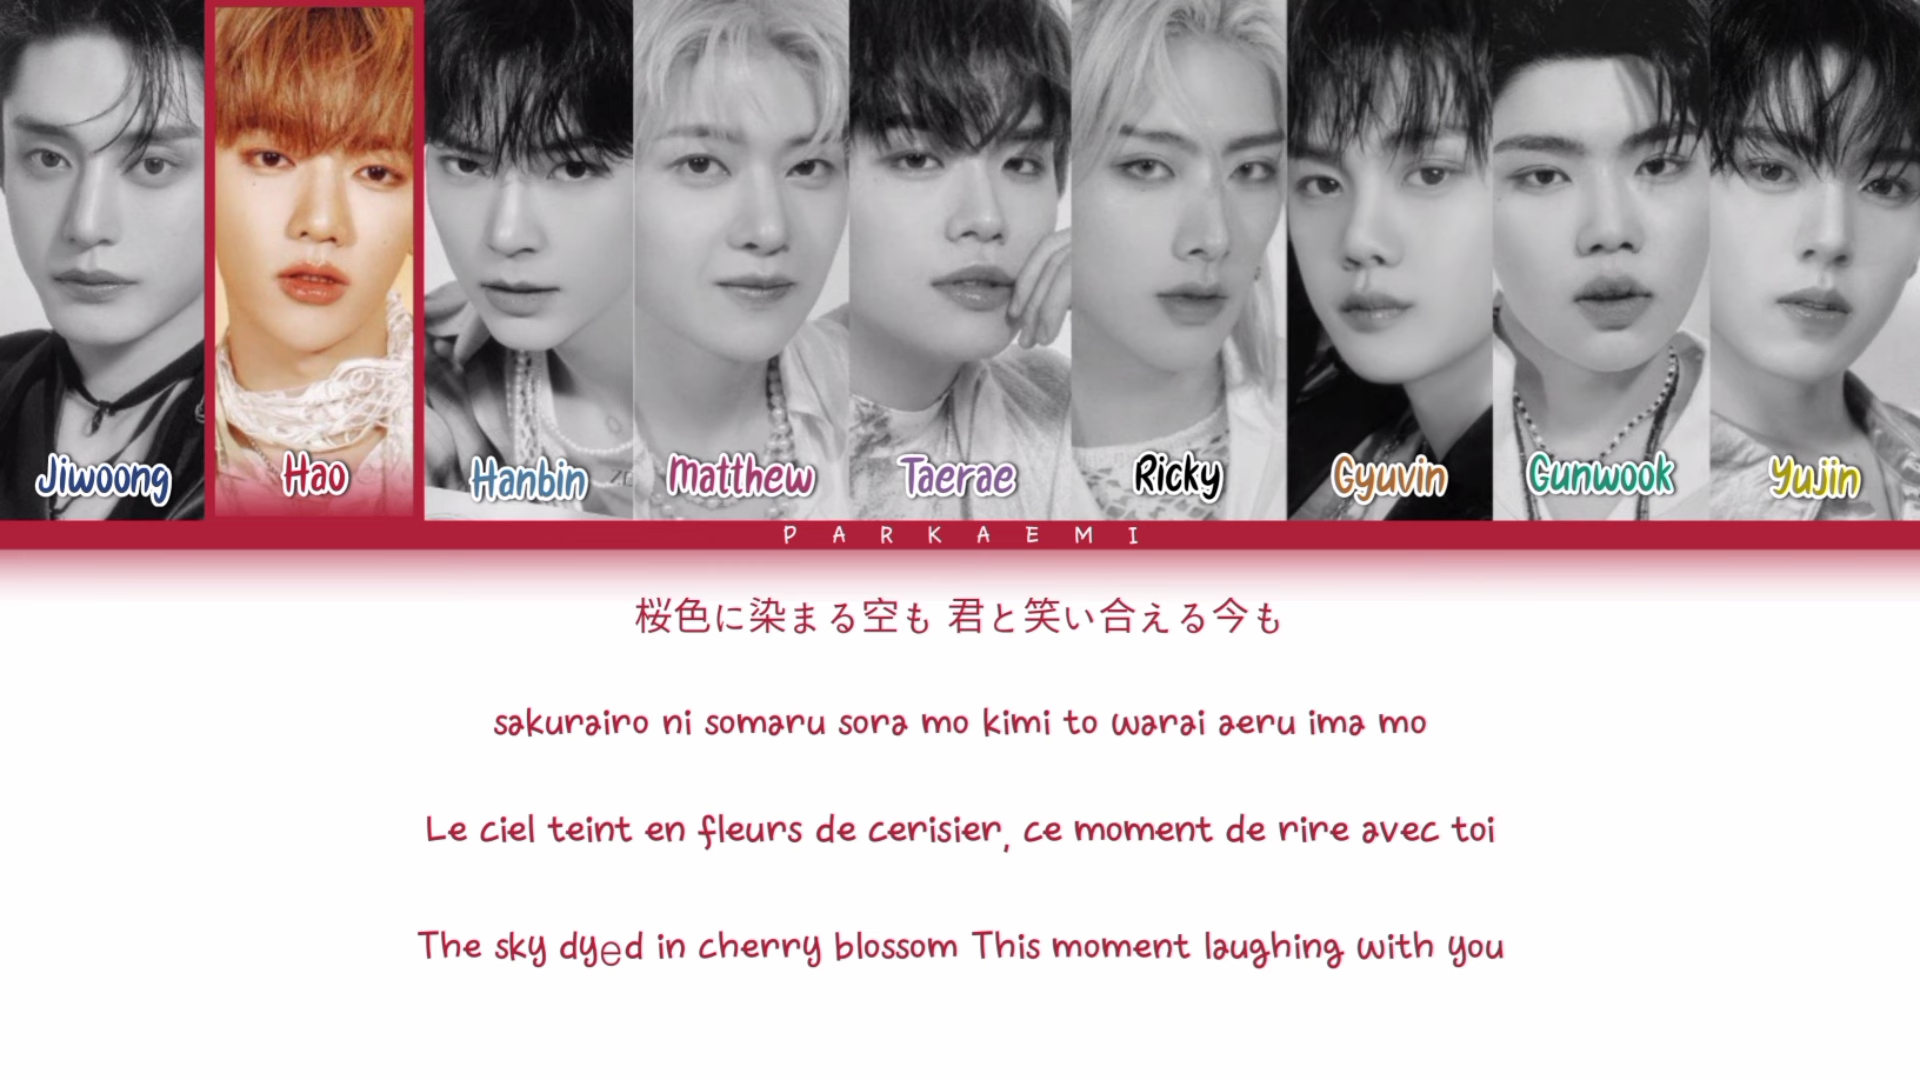 Jiwoong Hao Hanbin Matthew Taerae Ricky Gyuvin Gunwook Yujin
PARKAEMI
桜色に染まる空も 君と笑い合える今も
sakurairo ni somaru sora mo kimi to warai aeru ima mo
Le ciel teint en fleurs de cerisier, ce moment de rire avec toi
The sky dyed in cherry blossom This moment laughing with you